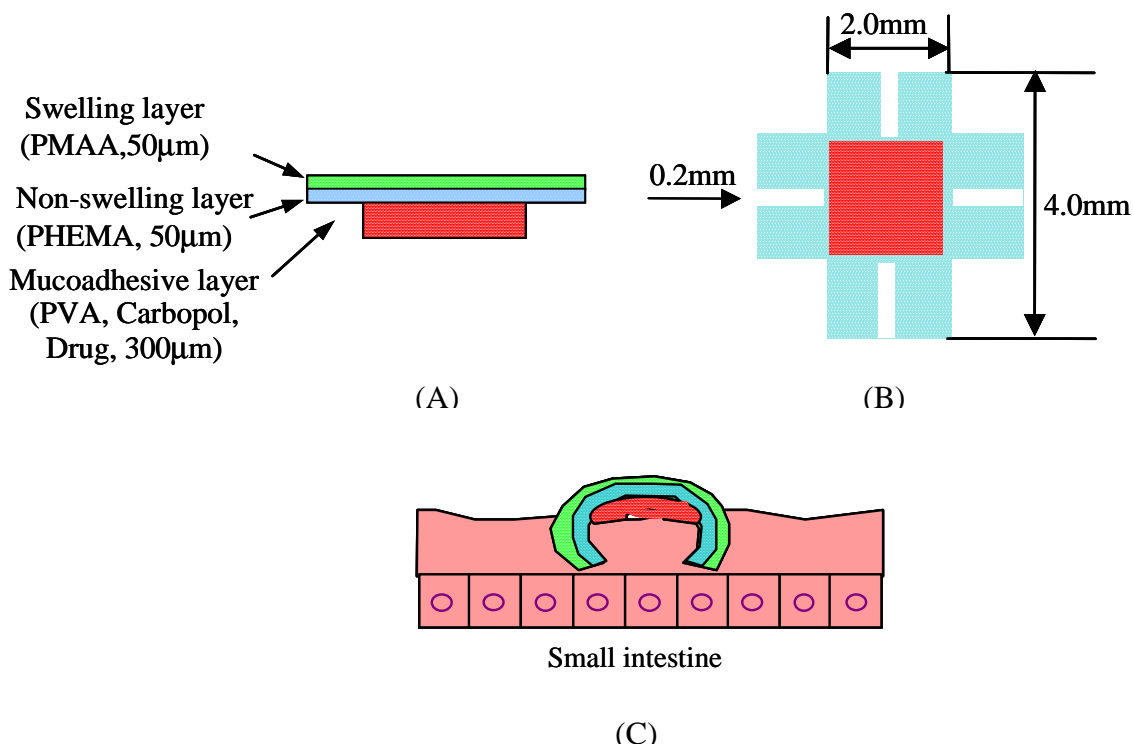 Swelling layer
(PMAA,50μm)
Non-swelling layer
(PHEMA, 50μm)
Mucoadhesive layer
(PVA, Carbopol,
Drug, 300μm)
(A)
2.0mm
0.2mm
4.0mm
(B)
Small intestine
(C)